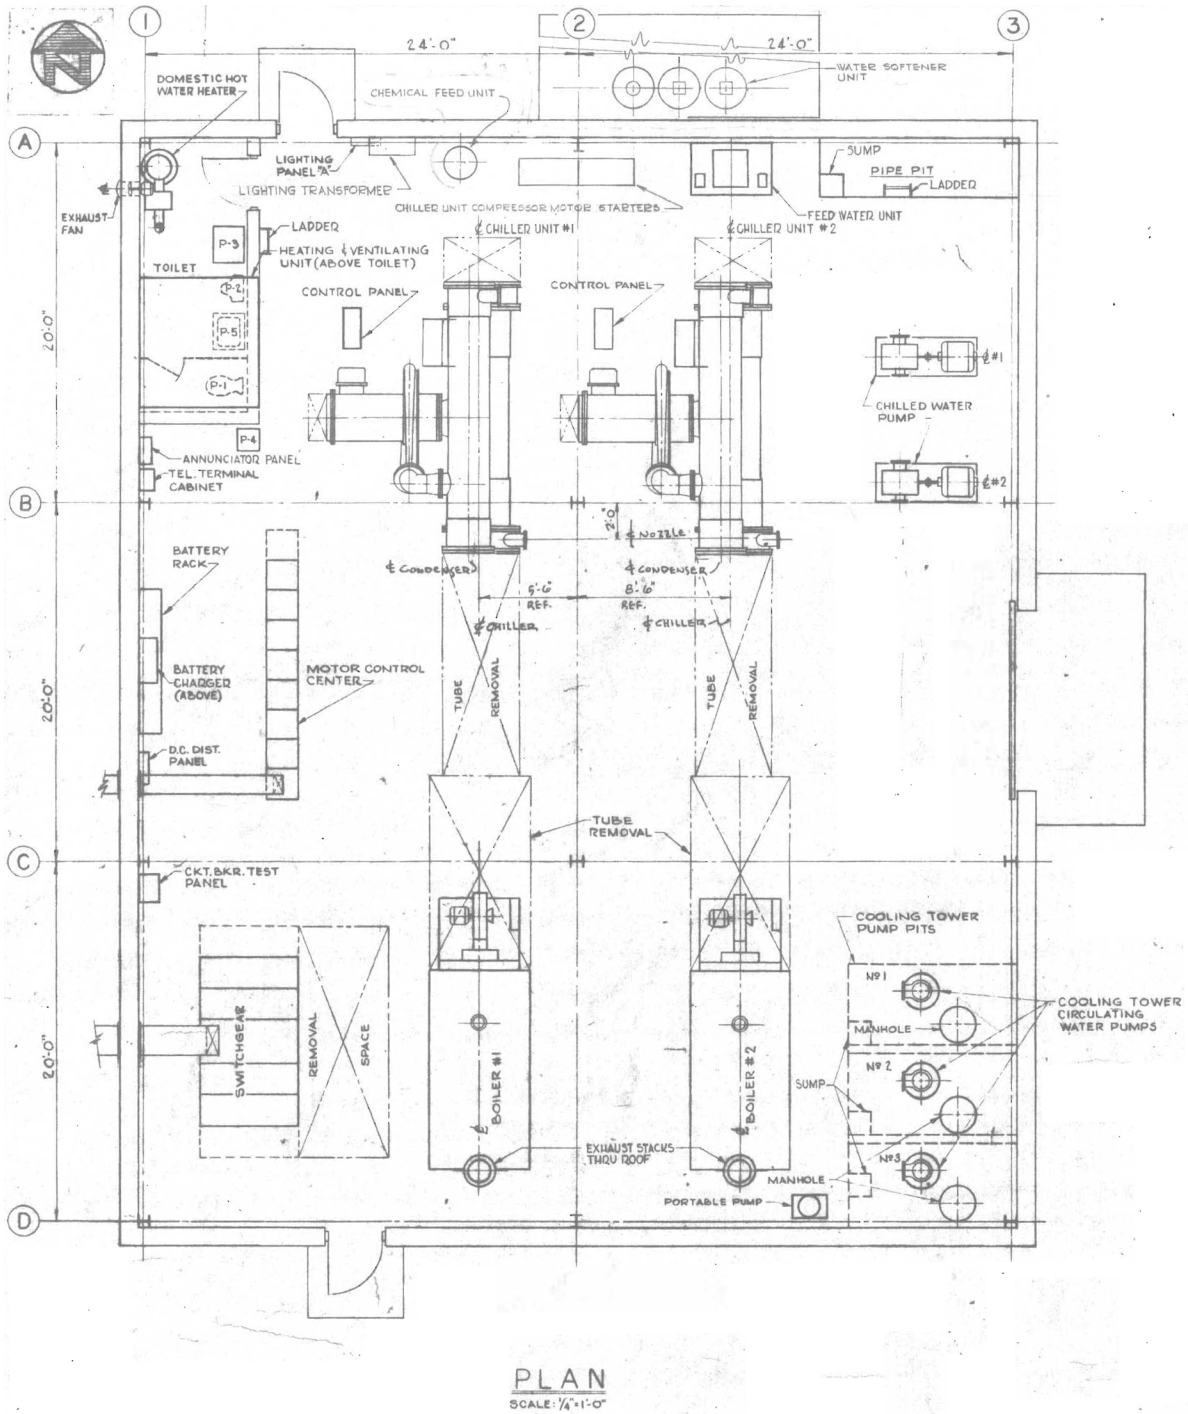 1
2
3
N
24'-0"
24'-0"
DOMESTIC HOT
WATER HEATER
CHEMICAL FEED UNIT
WATER SOFTENER
UNIT
A
LIGHTING
PANEL "A"
LIGHTING TRANSFORMER
SUMP
PIPE PIT
LADDER
EXHAUST
FAN
CHILLER UNIT COMPRESSOR MOTOR STARTERS
FEED WATER UNIT
LADDER
℄ CHILLER UNIT #1
℄ CHILLER UNIT #2
P-3
HEATING & VENTILATING
UNIT (ABOVE TOILET)
TOILET
P-2
CONTROL PANEL
CONTROL PANEL
20'-0"
P-5
℄ #1
P-1
CHILLED WATER
PUMP
P-4
ANNUNCIATOR PANEL
TEL. TERMINAL
CABINET
℄ #2
B
2'-0"
℄ NOZZLE
BATTERY
RACK
℄ CONDENSER
℄ CONDENSER
5'-6"
REF.
8'-6"
REF.
℄ CHILLER
℄ CHILLER
BATTERY
CHARGER
(ABOVE)
MOTOR CONTROL
CENTER
TUBE
REMOVAL
TUBE
REMOVAL
20'-0"
D.C. DIST.
PANEL
TUBE
REMOVAL
C
CKT. BKR. TEST
PANEL
COOLING TOWER
PUMP PITS
Nº 1
COOLING TOWER
CIRCULATING
WATER PUMPS
MANHOLE
SWITCHGEAR
REMOVAL
SPACE
℄ BOILER #1
℄ BOILER #2
20'-0"
Nº 2
SUMP
EXHAUST STACKS
THRU ROOF
Nº 3
MANHOLE
PORTABLE PUMP
D
PLAN
SCALE: 1/4"=1'-0"